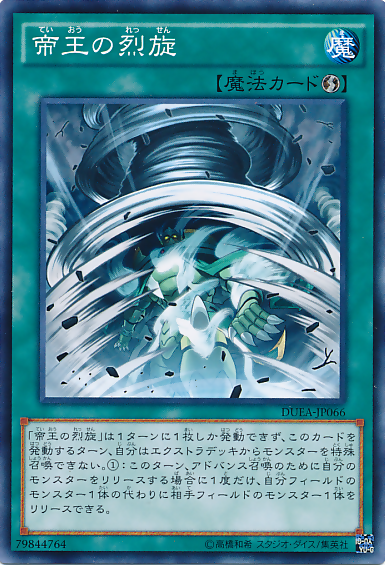 帝王の烈旋
魔
【魔法カード】
DUEA-JP066
「帝王の烈旋」は1ターンに1枚しか発動できず、このカードを
発動するターン、自分はエクストラデッキからモンスターを特殊
召喚できない。①：このターン、アドバンス召喚のために自分の
モンスターをリリースする場合に1度だけ、自分フィールドの
モンスター1体の代わりに相手フィールドのモンスター1体を
リリースできる。
79844764
©高橋和希 スタジオ・ダイス/集英社